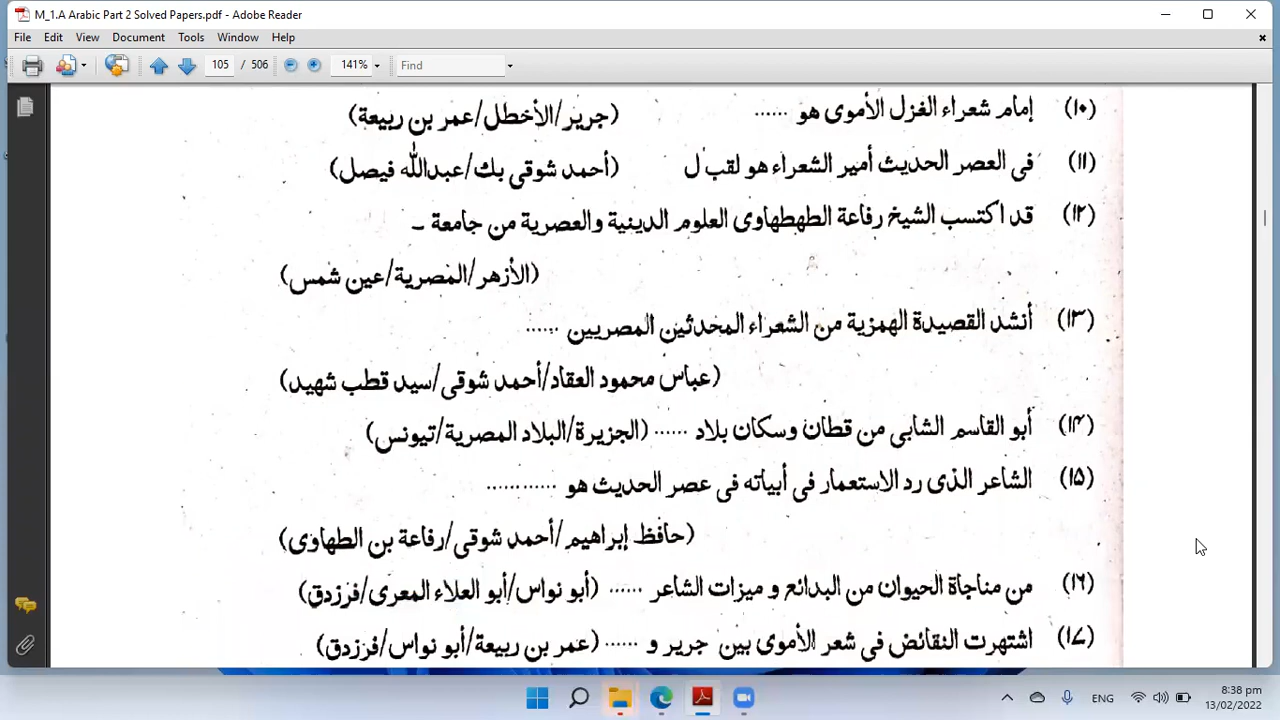 M_1.A Arabic Part 2 Solved Papers.pdf - Adobe Reader
File Edit View Document Tools Window Help
105 / 506 141% Find
(١٠) إمام شعراء الغزل الأموى هو ...... (جرير/الأخطل/عمر بن ربيعة)
(١١) فى العصر الحديث أمير الشعراء هو لقب ل (أحمد شوقى بك/عبدالله فيصل)
(١٢) قد اكتسب الشيخ رفاعة الطهطهاوى العلوم الدينية والعصرية من جامعة -
(الأزهر/المصرية/عين شمس)
(١٣) أنشد القصيدة الهمزية من الشعراء المحدثين المصريين ......
(عباس محمود العقاد/أحمد شوقى/سيد قطب شهيد)
(١٤) أبو القاسم الشابى من قطان وسكان بلاد ...... (الجزيرة/البلاد المصرية/تيونس)
(١٥) الشاعر الذى رد الاستعمار فى أبياته فى عصر الحديث هو ............
(حافظ إبراهيم/أحمد شوقى/رفاعة بن الطهاوى)
(١٦) من مناجاة الحيوان من البدائع و ميزات الشاعر ...... (أبو نواس/أبو العلاء المعرى/فرزدق)
(١٧) اشتهرت النقائض فى شعر الأموى بين جرير و ...... (عمر بن ربيعة/أبو نواس/فرزدق)
ENG 8:38 pm
13/02/2022